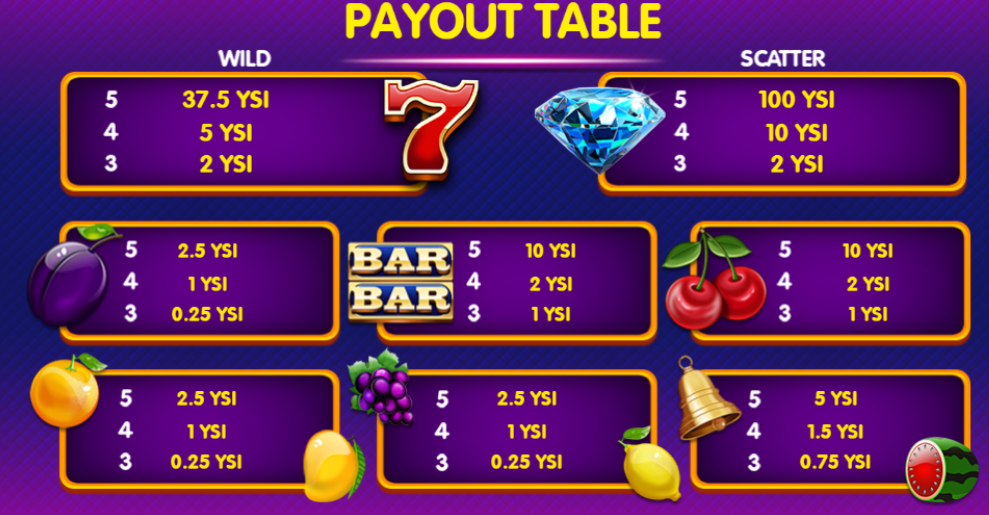 PAYOUT TABLE
WILD
5 37.5 YSI
4 5 YSI
3 2 YSI
SCATTER
5 100 YSI
4 10 YSI
3 2 YSI
5 2.5 YSI
4 1 YSI
3 0.25 YSI
BAR
BAR
5 10 YSI
4 2 YSI
3 1 YSI
5 10 YSI
4 2 YSI
3 1 YSI
5 2.5 YSI
4 1 YSI
3 0.25 YSI
5 2.5 YSI
4 1 YSI
3 0.25 YSI
5 5 YSI
4 1.5 YSI
3 0.75 YSI
7